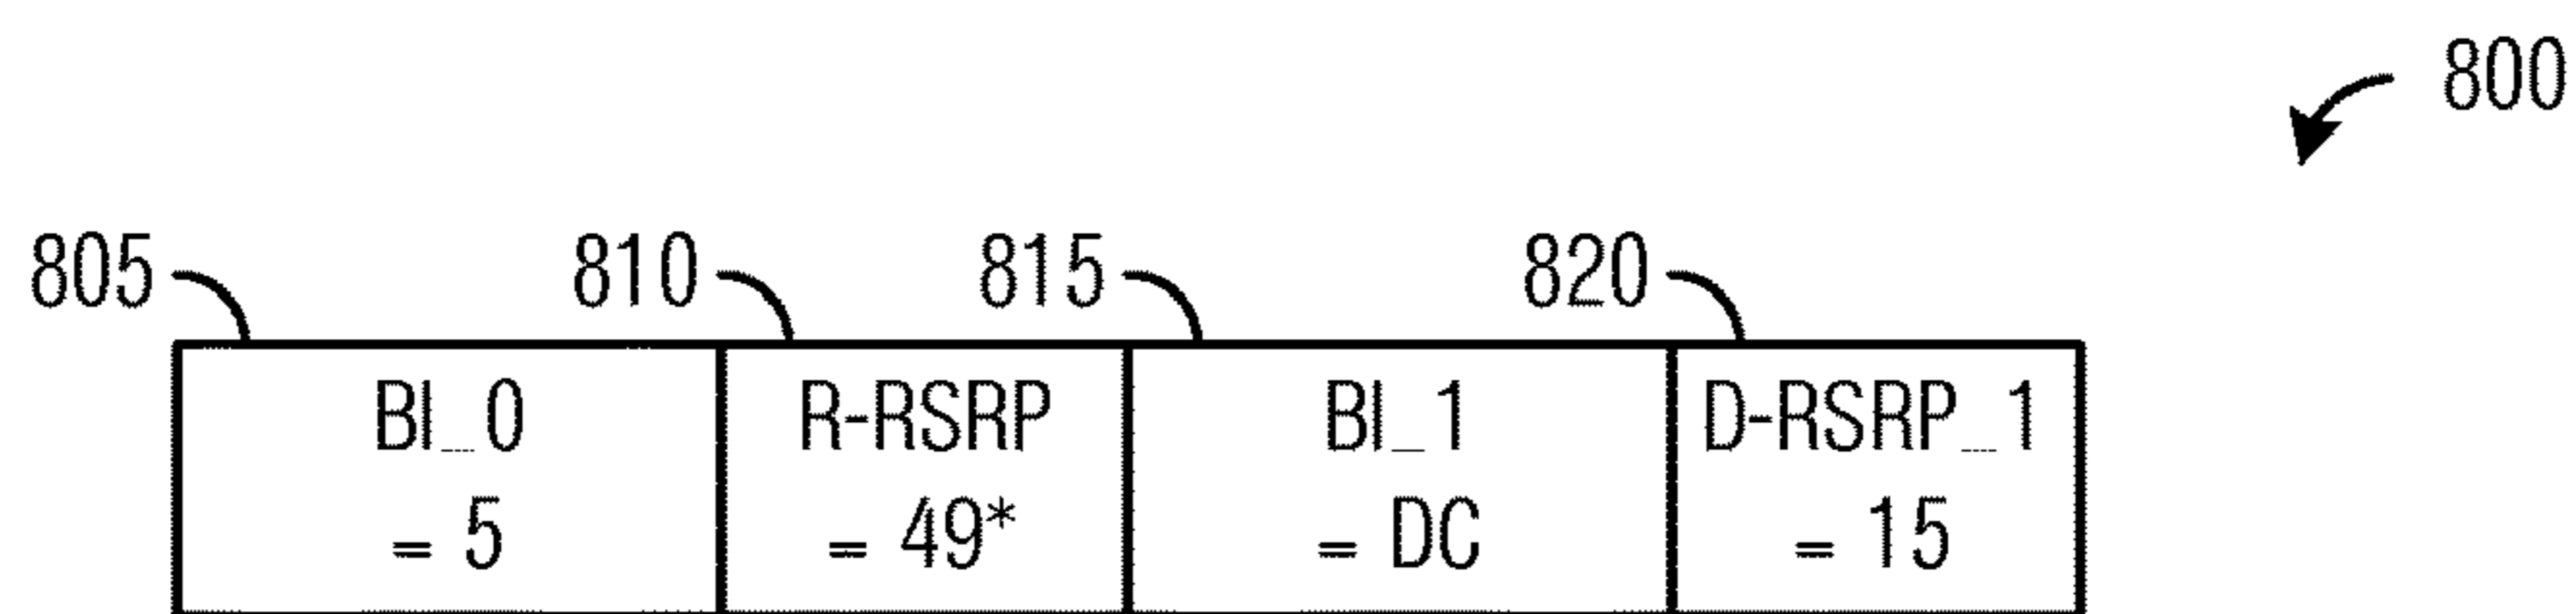 800
805 810 815 820
BI_0 R-RSRP BI_1 D-RSRP_1
= 5 = 49* = DC = 15